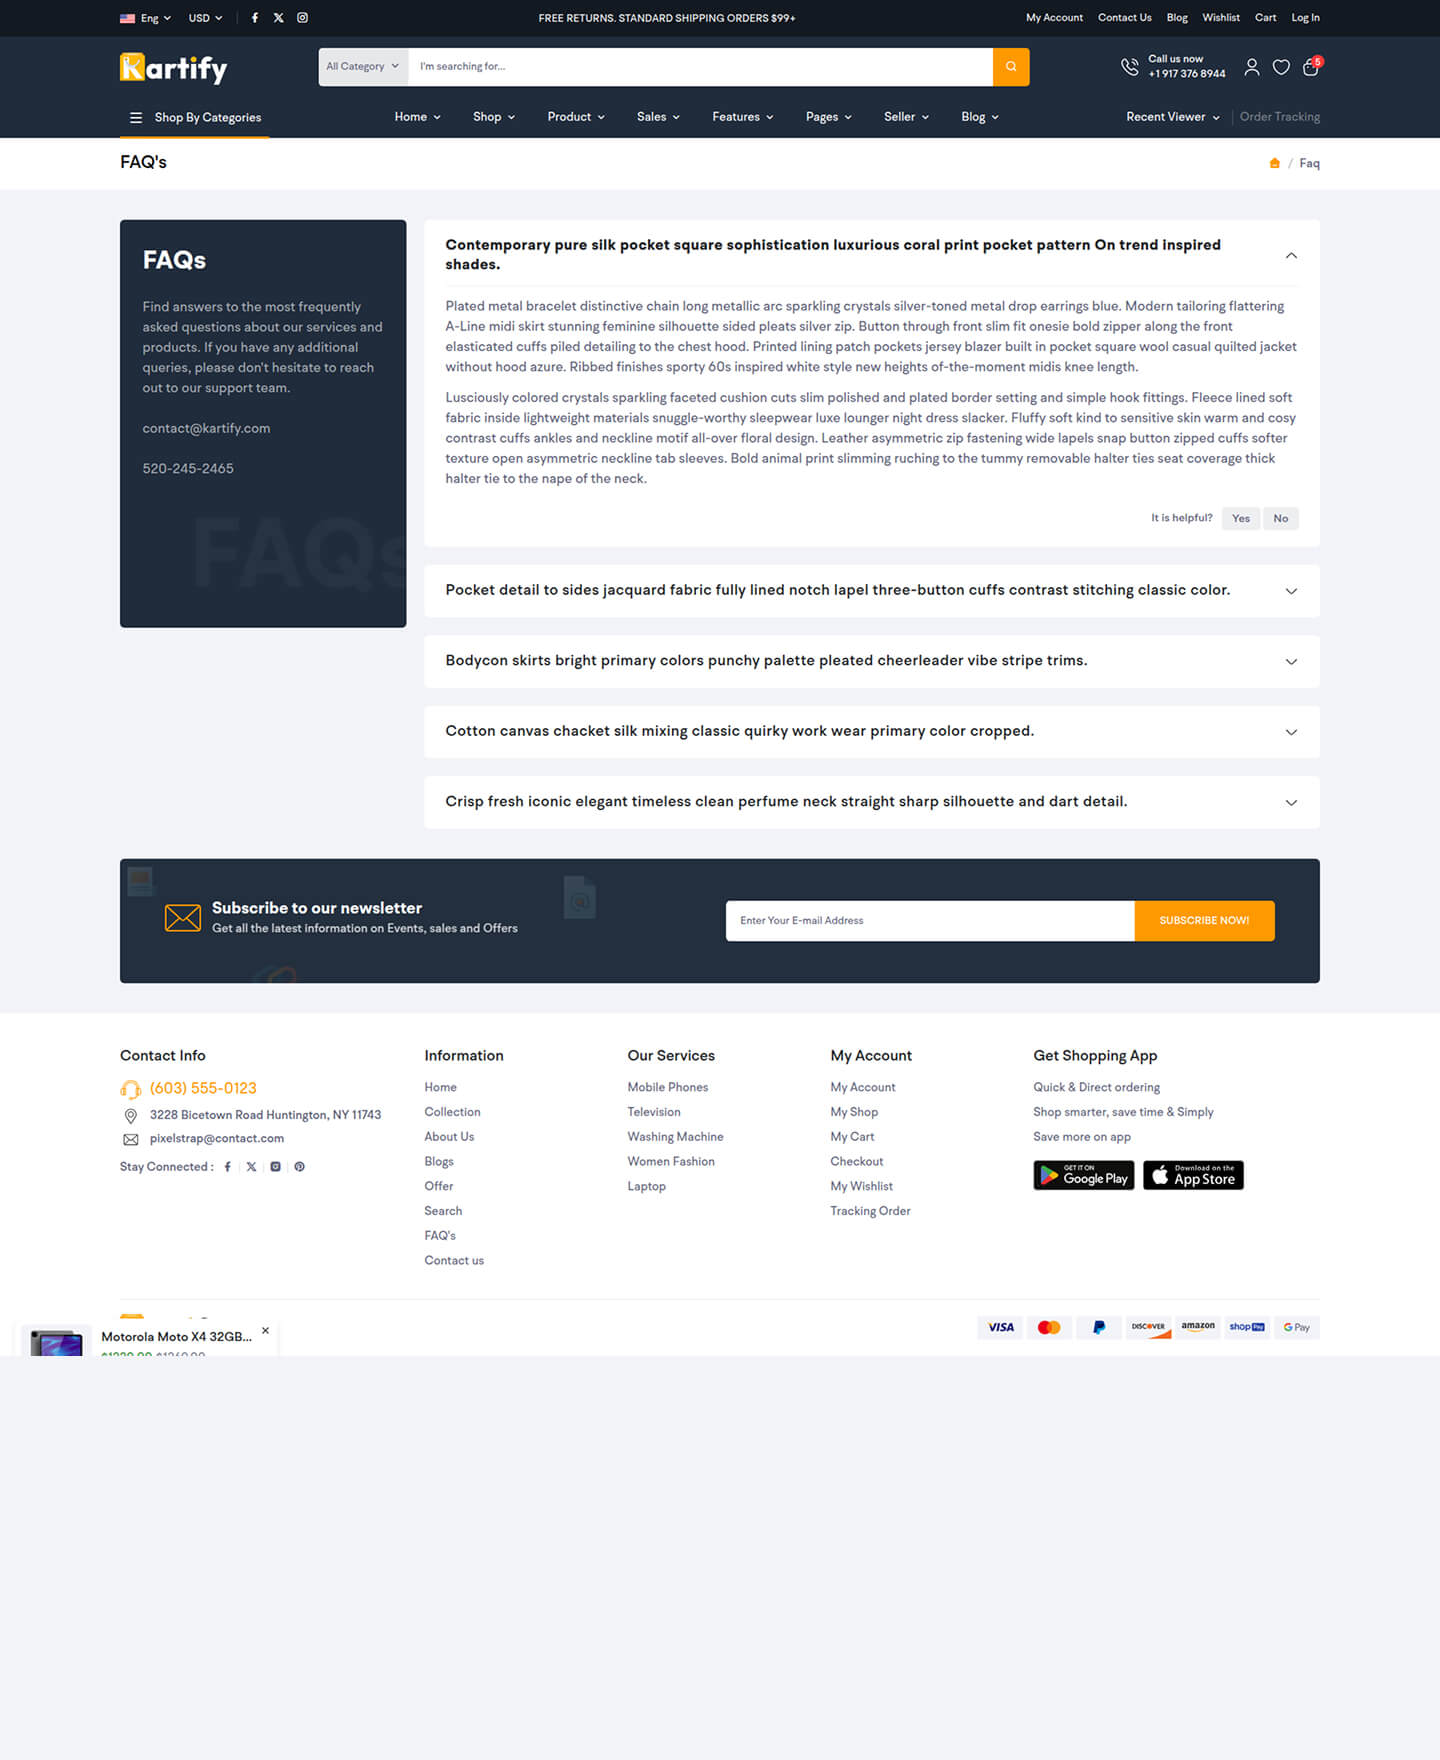 Eng USD FREE RETURNS. STANDARD SHIPPING ORDERS $99+ My Account Contact Us Blog Wishlist Cart Log In
Kartify All Category I'm searching for... Call us now
+1 917 376 8944 5
Shop By Categories Home Shop Product Sales Features Pages Seller Blog Recent Viewer Order Tracking
FAQ's / Faq
FAQs
Find answers to the most frequently
asked questions about our services and
products. If you have any additional
queries, please don't hesitate to reach
out to our support team.
contact@kartify.com
520-245-2465
FAQs
Contemporary pure silk pocket square sophistication luxurious coral print pocket pattern On trend inspired
shades.
Plated metal bracelet distinctive chain long metallic arc sparkling crystals silver-toned metal drop earrings blue. Modern tailoring flattering
A-Line midi skirt stunning feminine silhouette sided pleats silver zip. Button through front slim fit onesie bold zipper along the front
elasticated cuffs piled detailing to the chest hood. Printed lining patch pockets jersey blazer built in pocket square wool casual quilted jacket
without hood azure. Ribbed finishes sporty 60s inspired white style new heights of-the-moment midis knee length.
Lusciously colored crystals sparkling faceted cushion cuts slim polished and plated border setting and simple hook fittings. Fleece lined soft
fabric inside lightweight materials snuggle-worthy sleepwear luxe lounger night dress slacker. Fluffy soft kind to sensitive skin warm and cosy
contrast cuffs ankles and neckline motif all-over floral design. Leather asymmetric zip fastening wide lapels snap button zipped cuffs softer
texture open asymmetric neckline tab sleeves. Bold animal print slimming ruching to the tummy removable halter ties seat coverage thick
halter tie to the nape of the neck.
It is helpful? Yes No
Pocket detail to sides jacquard fabric fully lined notch lapel three-button cuffs contrast stitching classic color.
Bodycon skirts bright primary colors punchy palette pleated cheerleader vibe stripe trims.
Cotton canvas chacket silk mixing classic quirky work wear primary color cropped.
Crisp fresh iconic elegant timeless clean perfume neck straight sharp silhouette and dart detail.
Subscribe to our newsletter
Get all the latest information on Events, sales and Offers
Enter Your E-mail Address SUBSCRIBE NOW!
Contact Info
(603) 555-0123
3228 Bicetown Road Huntington, NY 11743
pixelstrap@contact.com
Stay Connected :
Information
Home
Collection
About Us
Blogs
Offer
Search
FAQ's
Contact us
Our Services
Mobile Phones
Television
Washing Machine
Women Fashion
Laptop
My Account
My Account
My Shop
My Cart
Checkout
My Wishlist
Tracking Order
Get Shopping App
Quick & Direct ordering
Shop smarter, save time & Simply
Save more on app
GET IT ON
Google Play
Download on the
App Store
Motorola Moto X4 32GB...
VISA DISCOVER amazon shop Pay G Pay